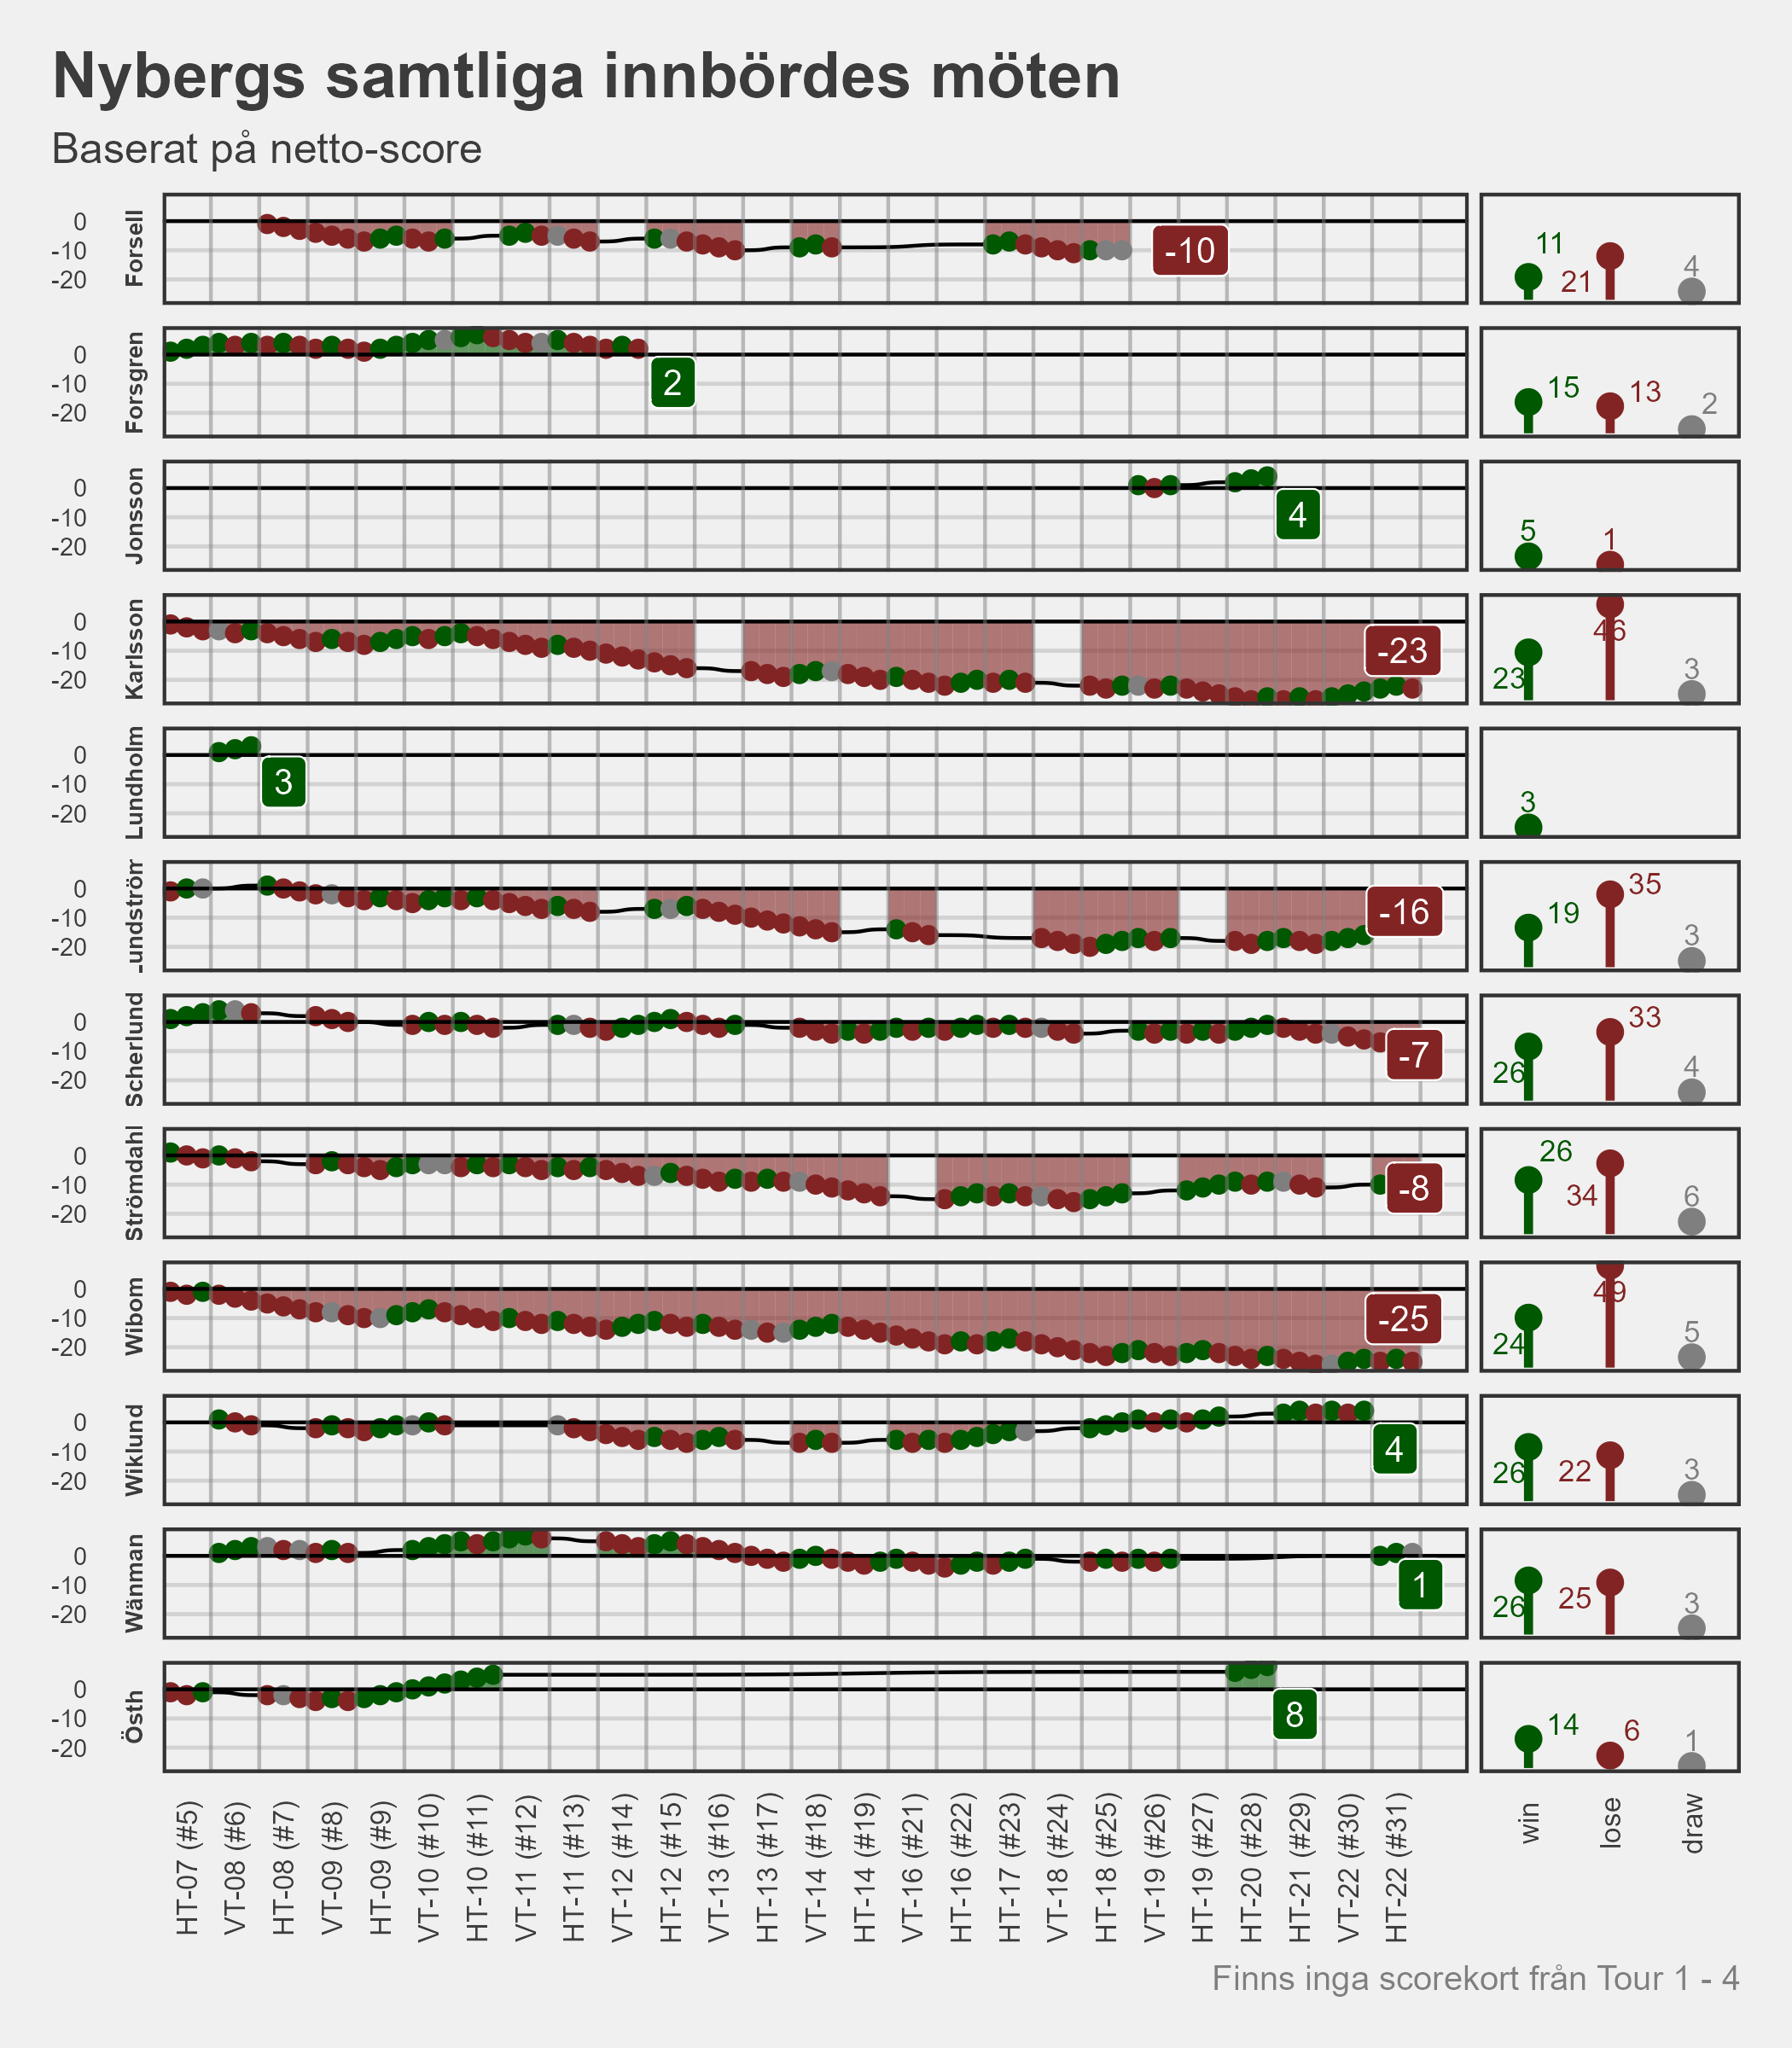 Nybergs samtliga innbördes möten
Baserat på netto-score
0
-10
-20
Forsell
-10
11
21
4
0
-10
-20
Forsgren
2
15
13
2
0
-10
-20
Jonsson
4
5
1
0
-10
-20
Karlsson
-23
23
46
3
0
-10
-20
Lundholm
3
3
0
-10
-20
undström
-16
19
35
3
0
-10
-20
Scherlund
-7
26
33
4
0
-10
-20
Strömdahl
-8
26
34
6
0
-10
-20
Wibom
-25
24
49
5
0
-10
-20
Wiklund
4
26
22
3
0
-10
-20
Wänman
1
26
25
3
0
-10
-20
Östh
8
14
6
1
HT-07 (#5)
VT-08 (#6)
HT-08 (#7)
VT-09 (#8)
HT-09 (#9)
VT-10 (#10)
HT-10 (#11)
VT-11 (#12)
HT-11 (#13)
VT-12 (#14)
HT-12 (#15)
VT-13 (#16)
HT-13 (#17)
VT-14 (#18)
HT-14 (#19)
VT-16 (#21)
HT-16 (#22)
HT-17 (#23)
VT-18 (#24)
HT-18 (#25)
VT-19 (#26)
HT-19 (#27)
HT-20 (#28)
HT-21 (#29)
VT-22 (#30)
HT-22 (#31)
win
lose
draw
Finns inga scorekort från Tour 1 - 4